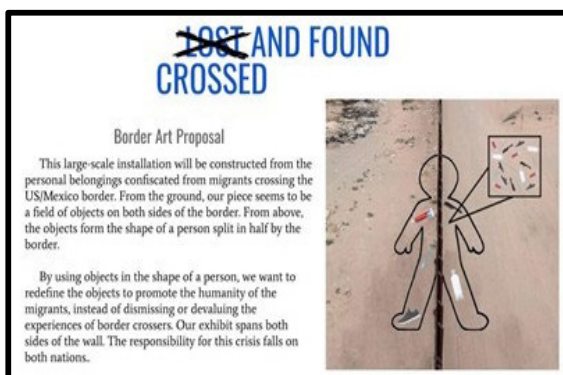 LOST AND FOUND
CROSSED
Border Art Proposal
This large-scale installation will be constructed from the
personal belongings confiscated from migrants crossing the
US/Mexico border. From the ground, our piece seems to be
a field of objects on both sides of the border. From above,
the objects form the shape of a person split in half by the
border.
By using objects in the shape of a person, we want to
redefine the objects to promote the humanity of the
migrants, instead of dismissing or devaluing the
experiences of border crossers. Our exhibit spans both
sides of the wall. The responsibility for this crisis falls on
both nations.